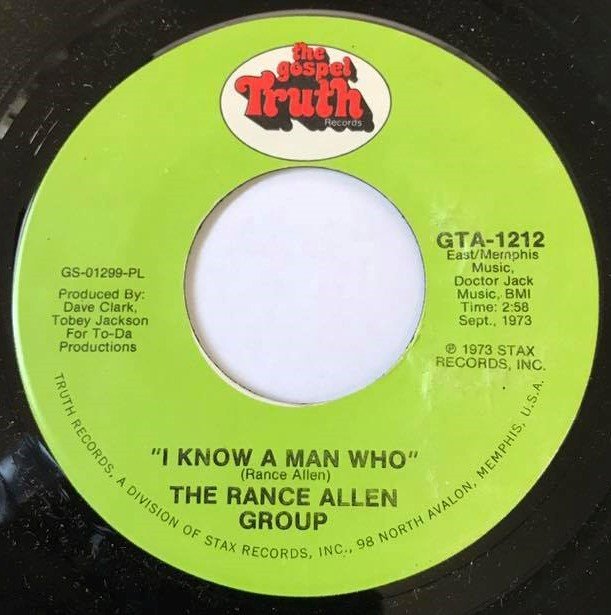 the
gospel
Truth
Records
GTA-1212
East/Memphis
Music,
Doctor Jack
Music, BMI
Time: 2:58
Sept., 1973
℗ 1973 STAX
RECORDS, INC.
GS-01299-PL
Produced By:
Dave Clark,
Tobey Jackson
For To-Da
Productions
"I KNOW A MAN WHO"
(Rance Allen)
THE RANCE ALLEN
GROUP
TRUTH RECORDS, A DIVISION OF STAX RECORDS, INC., 98 NORTH AVALON, MEMPHIS, U.S.A.